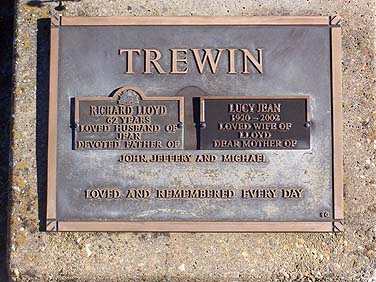 TREWIN
RICHARD LLOYD
62 YEARS
LOVED HUSBAND OF
JEAN
DEVOTED FATHER OF
LUCY JEAN
1920 - 2002
LOVED WIFE OF
LLOYD
DEAR MOTHER OF
JOHN, JEFFERY AND MICHAEL
LOVED AND REMEMBERED EVERY DAY